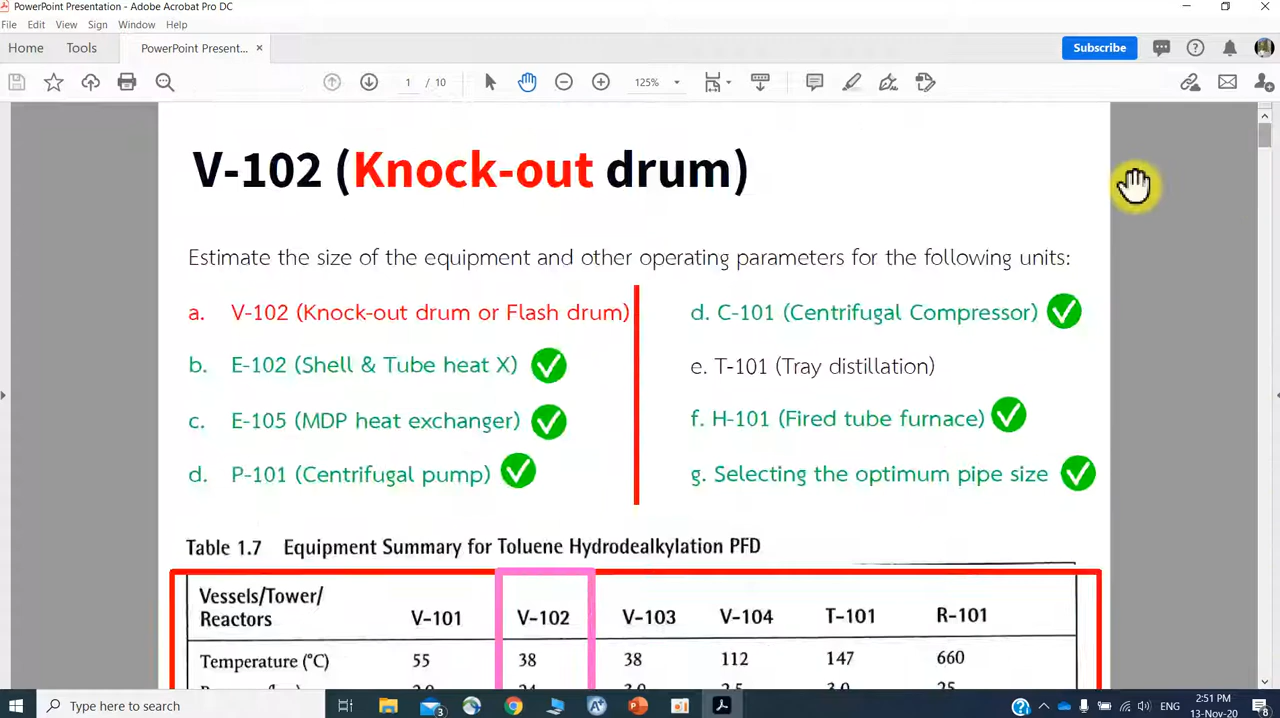 PowerPoint Presentation - Adobe Acrobat Pro DC
File Edit View Sign Window Help
Home Tools PowerPoint Present... × Subscribe
1 / 10 125%
V-102 (Knock-out drum)
Estimate the size of the equipment and other operating parameters for the following units:
a. V-102 (Knock-out drum or Flash drum)
b. E-102 (Shell & Tube heat X)
c. E-105 (MDP heat exchanger)
d. P-101 (Centrifugal pump)
d. C-101 (Centrifugal Compressor)
e. T-101 (Tray distillation)
f. H-101 (Fired tube furnace)
g. Selecting the optimum pipe size
Table 1.7 Equipment Summary for Toluene Hydrodealkylation PFD
Vessels/Tower/
Reactors V-101 V-102 V-103 V-104 T-101 R-101
Temperature (°C) 55 38 38 112 147 660
Type here to search
3
ENG
2:51 PM
13-Nov-20
8